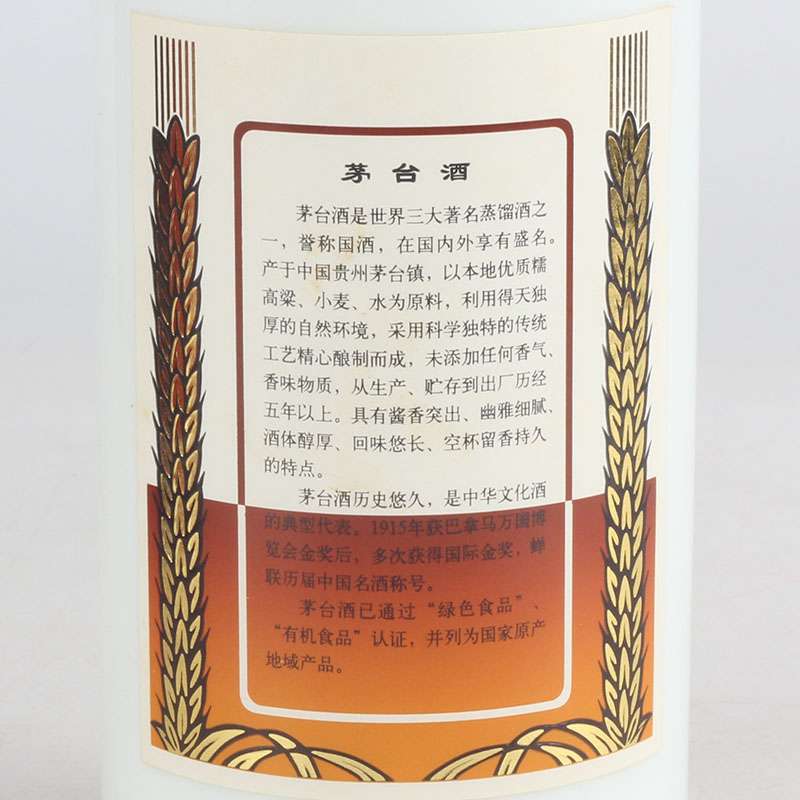 茅台酒
茅台酒是世界三大著名蒸馏酒之
一，誉称国酒，在国内外享有盛名。
产于中国贵州茅台镇，以本地优质糯
高粱、小麦、水为原料，利用得天独
厚的自然环境，采用科学独特的传统
工艺精心酿制而成，未添加任何香气、
香味物质，从生产、贮存到出厂历经
五年以上。具有酱香突出、幽雅细腻、
酒体醇厚、回味悠长、空杯留香持久
的特点。
茅台酒历史悠久，是中华文化酒
的典型代表。1915年获巴拿马万国博
览会金奖后，多次获得国际金奖，蝉
联历届中国名酒称号。
茅台酒已通过“绿色食品”、
“有机食品”认证，并列为国家原产
地域产品。